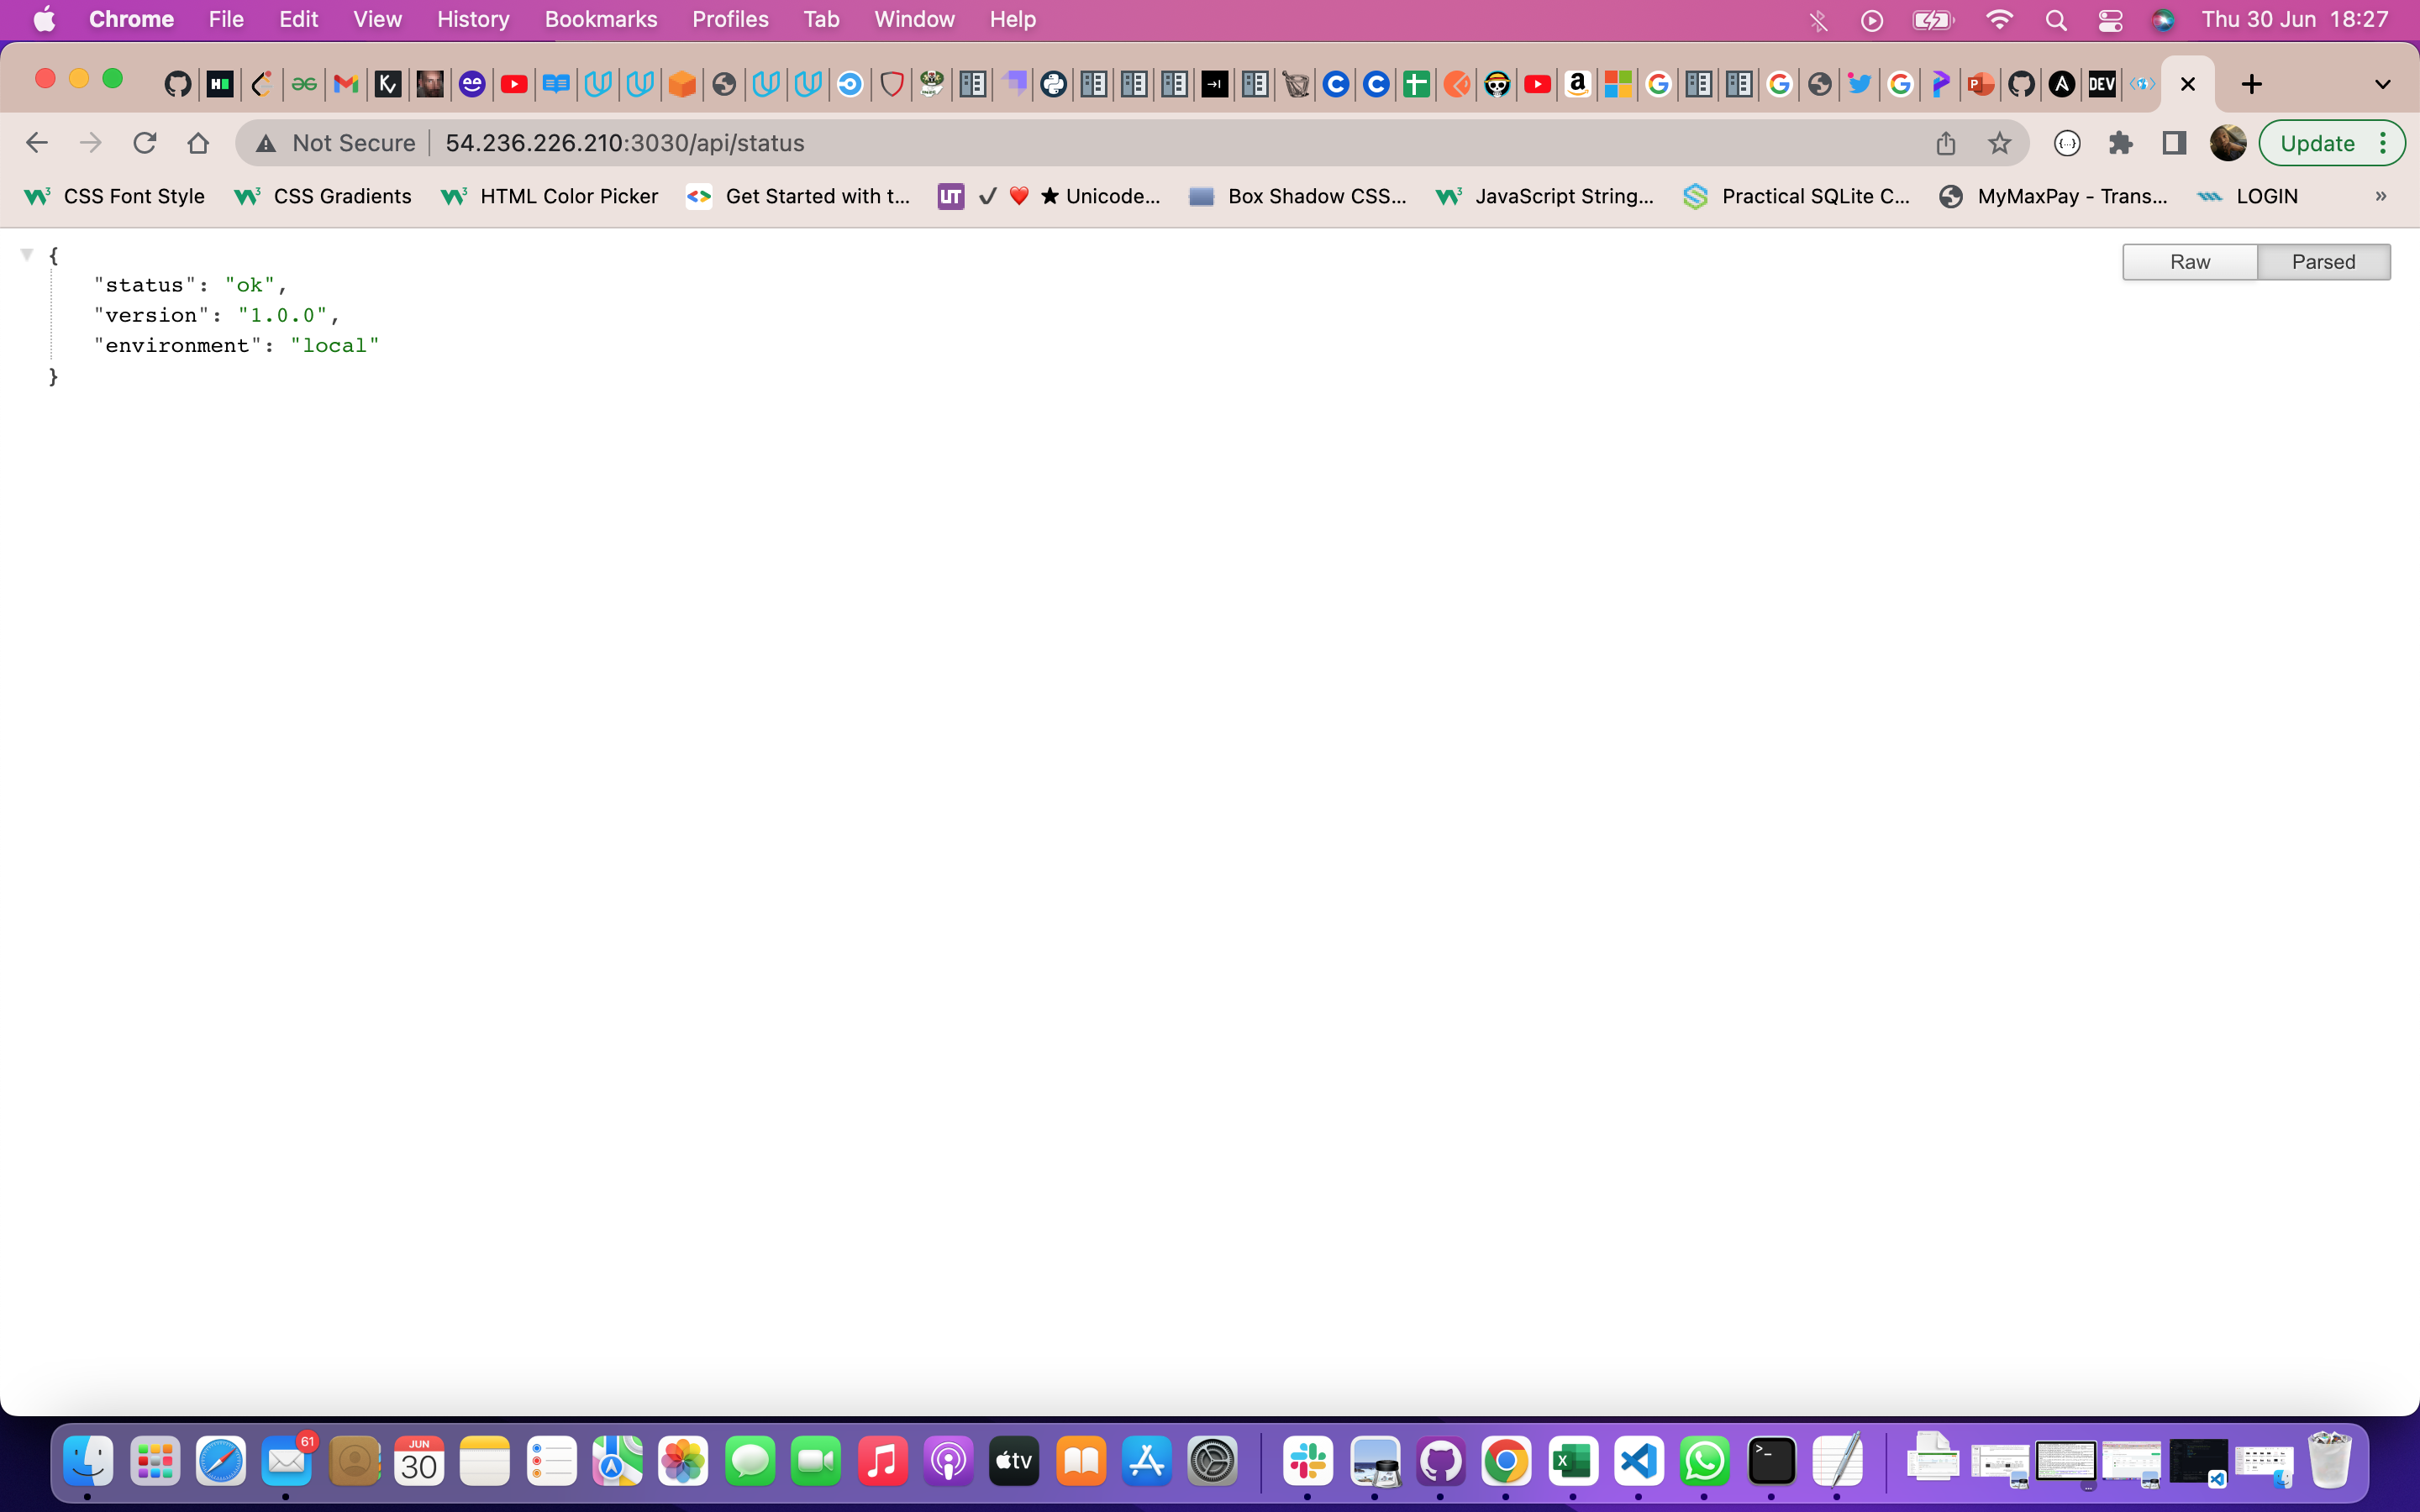 Chrome File Edit View History Bookmarks Profiles Tab Window Help Thu 30 Jun 18:27
Not Secure 54.236.226.210:3030/api/status Update
CSS Font Style CSS Gradients HTML Color Picker Get Started with t... UT ✓ ❤️ ★ Unicode... Box Shadow CSS... JavaScript String... Practical SQLite C... MyMaxPay - Trans... LOGIN »
{
"status": "ok",
"version": "1.0.0",
"environment": "local"
}
Raw Parsed
61
JUN
30
tv